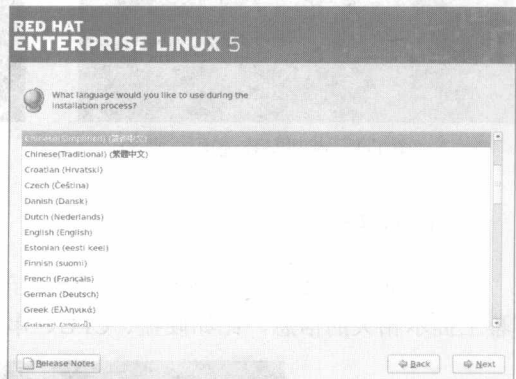 RED HAT
ENTERPRISE LINUX 5
What language would you like to use during the
installation process?
Chinese(Simplified) (简体中文)
Chinese(Traditional) (繁體中文)
Croatian (Hrvatski)
Czech (Čeština)
Danish (Dansk)
Dutch (Nederlands)
English (English)
Estonian (eesti keel)
Finnish (suomi)
French (Français)
German (Deutsch)
Greek (Ελληνικά)
Gujarati (ગુજરાતી)
Release Notes
Back
Next